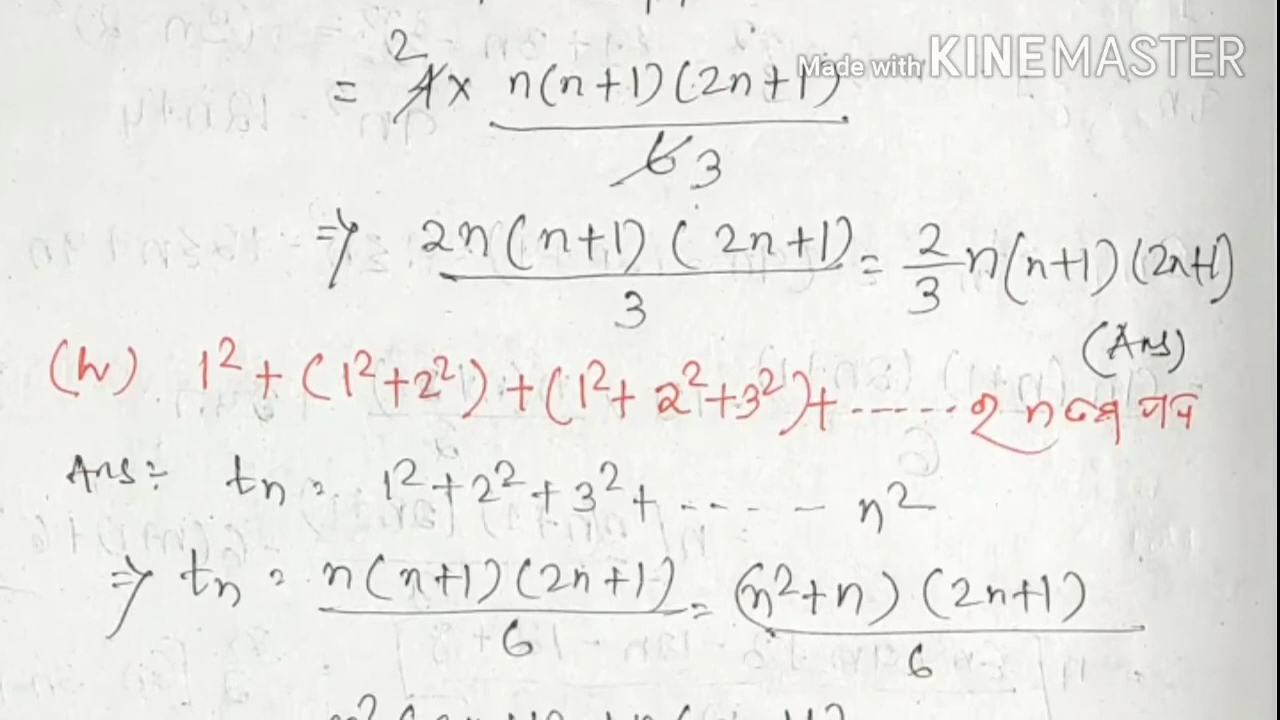 Made with KINEMASTER
= 2 4 × n(n+1)(2n+1) / 6 3
⇒ 2n(n+1)(2n+1) / 3 = 2/3 n(n+1)(2n+1)
(Ans)
(h) 1² + (1²+2²) + (1²+2²+3²) + ...... n ପଦ
Ans: tn = 1²+2²+3²+ ..... n²
⇒ tn = n(n+1)(2n+1) / 6 = (n²+n)(2n+1) / 6